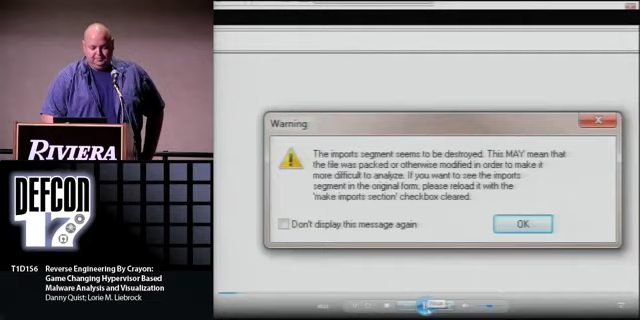 RIVIERA
DEFCON
17
T1D156 Reverse Engineering By Crayon:
Game Changing Hypervisor Based
Malware Analysis and Visualization
Danny Quist; Lorie M. Liebrock
Warning
The imports segment seems to be destroyed. This MAY mean that
the file was packed or otherwise modified in order to make it
more difficult to analyze. If you want to see the imports
segment in the original form, please reload it with the
'make imports section' checkbox cleared.
Don't display this message again
OK